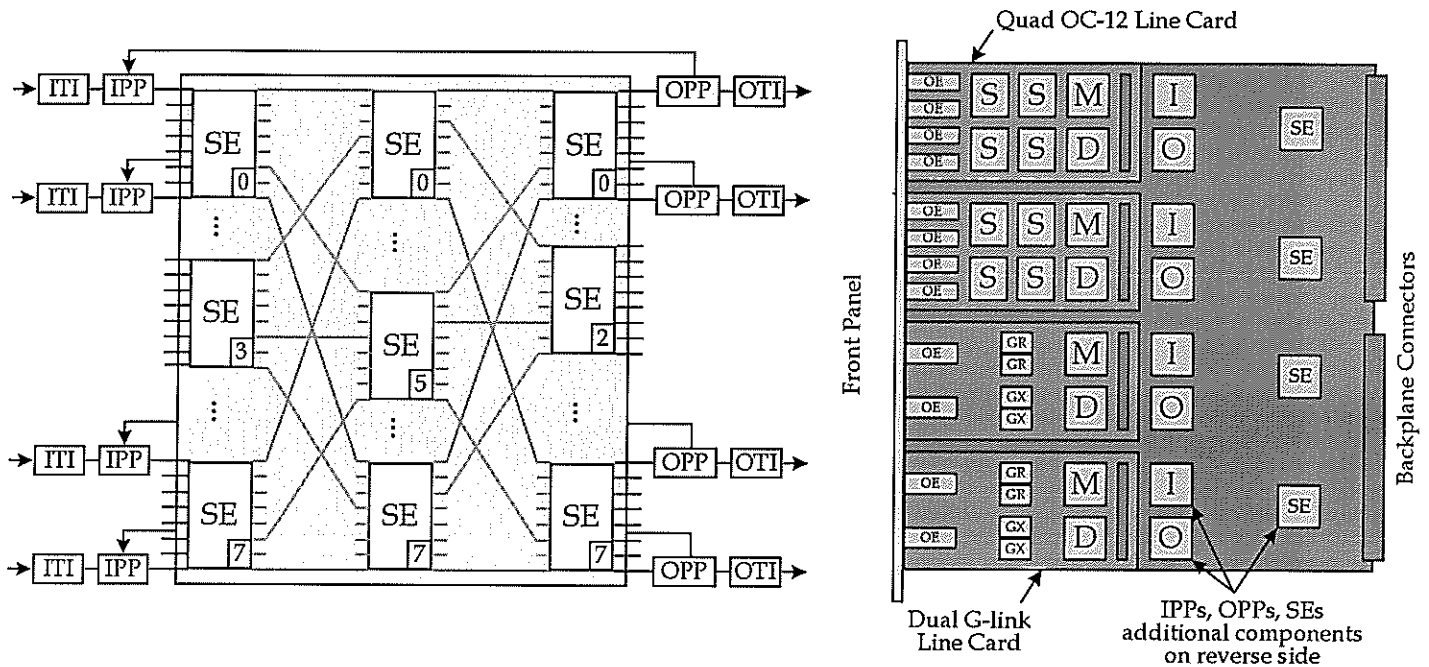 ITI IPP OPP OTI
SE SE SE
0 0 0
ITI IPP OPP OTI
...
...
...
SE SE SE
3 5 2
...
...
...
ITI IPP OPP OTI
SE SE SE
7 7 7
ITI IPP OPP OTI
Quad OC-12 Line Card
OE S S M I
OE SE
OE S S D O
OE
OE S S M I
OE SE
OE S S D O
OE
OE GR M I
GR SE
OE GX D O
GX
OE GR M I
GR SE
OE GX D O
GX
Front Panel
Backplane Connectors
Dual G-link
Line Card
IPPs, OPPs, SEs
additional components
on reverse side